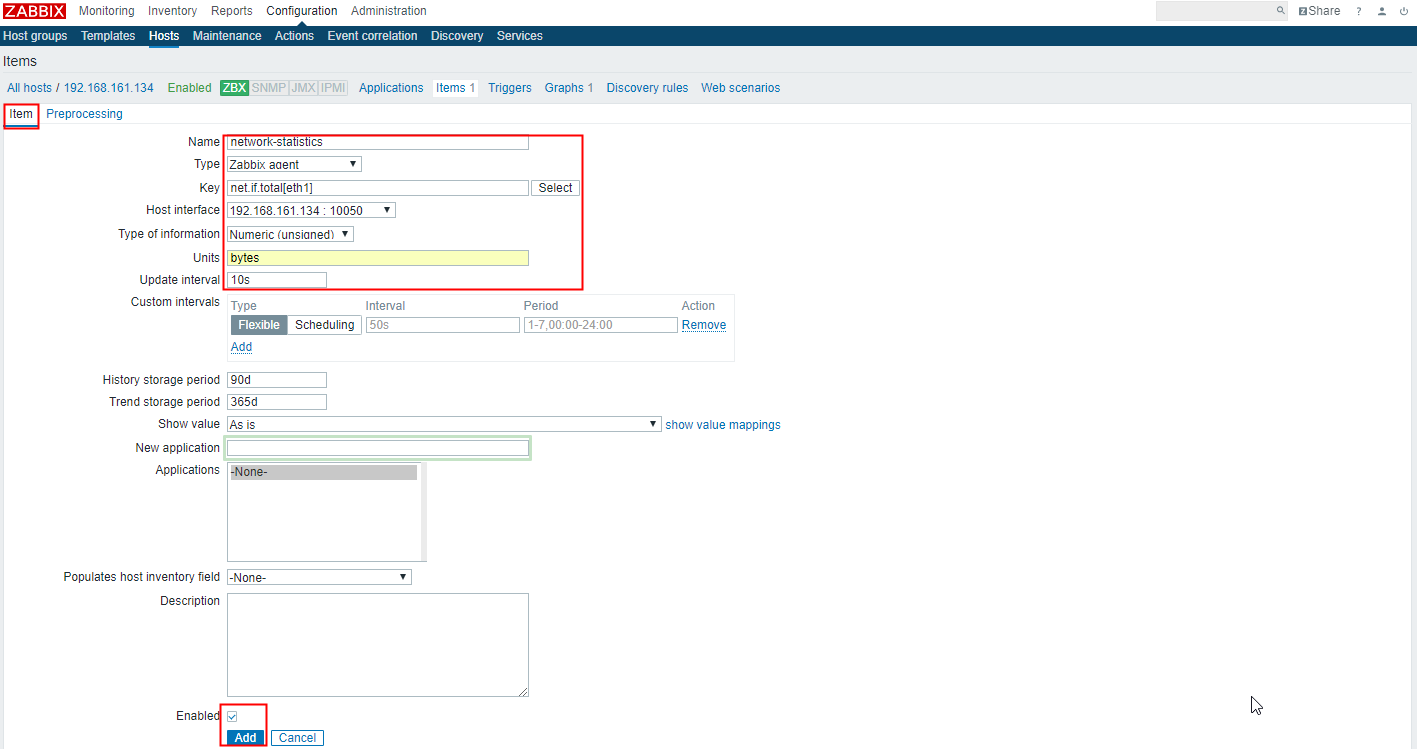 ZABBIX Monitoring Inventory Reports Configuration Administration Share ?
Host groups Templates Hosts Maintenance Actions Event correlation Discovery Services
Items
All hosts / 192.168.161.134 Enabled ZBX SNMP JMX IPMI Applications Items 1 Triggers Graphs 1 Discovery rules Web scenarios
Item Preprocessing
Name network-statistics
Type Zabbix agent
Key net.if.total[eth1] Select
Host interface 192.168.161.134 : 10050
Type of information Numeric (unsigned)
Units bytes
Update interval 10s
Custom intervals Type Interval Period Action
Flexible Scheduling 50s 1-7,00:00-24:00 Remove
Add
History storage period 90d
Trend storage period 365d
Show value As is show value mappings
New application
Applications -None-
Populates host inventory field -None-
Description
Enabled
Add Cancel